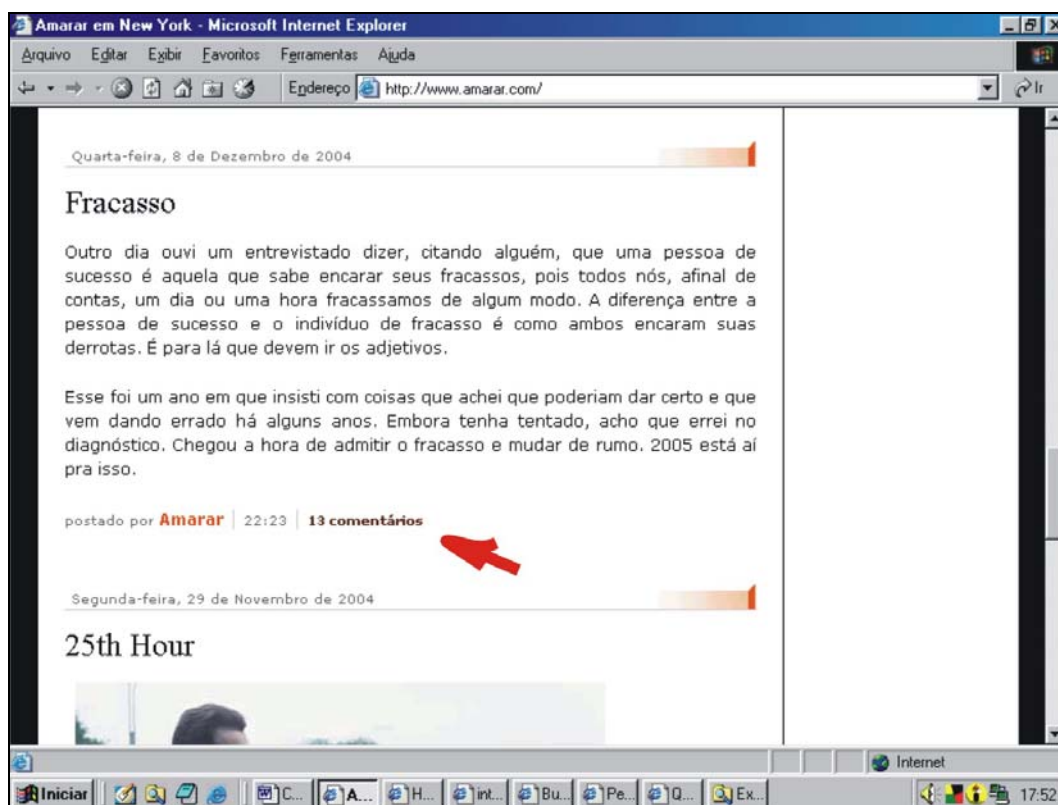 Amarar em New York - Microsoft Internet Explorer
Arquivo Editar Exibir Favoritos Ferramentas Ajuda
Endereço http://www.amarar.com/ Ir
Quarta-feira, 8 de Dezembro de 2004
Fracasso
Outro dia ouvi um entrevistado dizer, citando alguém, que uma pessoa de
sucesso é aquela que sabe encarar seus fracassos, pois todos nós, afinal de
contas, um dia ou uma hora fracassamos de algum modo. A diferença entre a
pessoa de sucesso e o indivíduo de fracasso é como ambos encaram suas
derrotas. É para lá que devem ir os adjetivos.
Esse foi um ano em que insisti com coisas que achei que poderiam dar certo e que
vem dando errado há alguns anos. Embora tenha tentado, acho que errei no
diagnóstico. Chegou a hora de admitir o fracasso e mudar de rumo. 2005 está aí
pra isso.
postado por Amarar | 22:23 | 13 comentários
Segunda-feira, 29 de Novembro de 2004
25th Hour
Internet
Iniciar C... A... H... int... Bu... Pe... Q... Ex... 17:52